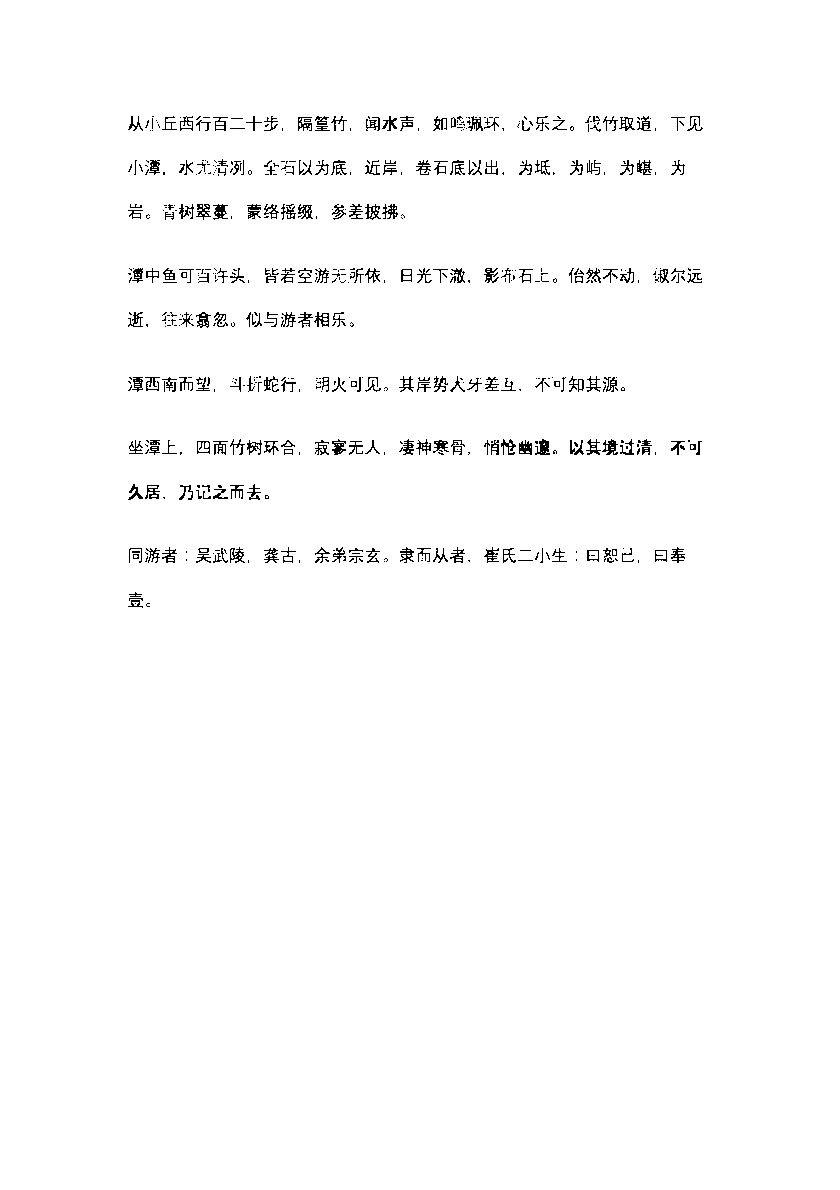 从小丘西行百二十步，隔篁竹，闻水声，如鸣珮环，心乐之。伐竹取道，下见
小潭，水尤清冽。全石以为底，近岸，卷石底以出，为坻，为屿，为嵁，为
岩。青树翠蔓，蒙络摇缀，参差披拂。
潭中鱼可百许头，皆若空游无所依，日光下澈，影布石上。佁然不动，俶尔远
逝，往来翕忽。似与游者相乐。
潭西南而望，斗折蛇行，明灭可见。其岸势犬牙差互，不可知其源。
坐潭上，四面竹树环合，寂寥无人，凄神寒骨，悄怆幽邃。以其境过清，不可
久居，乃记之而去。
同游者：吴武陵，龚古，余弟宗玄。隶而从者，崔氏二小生：曰恕已，曰奉
壹。